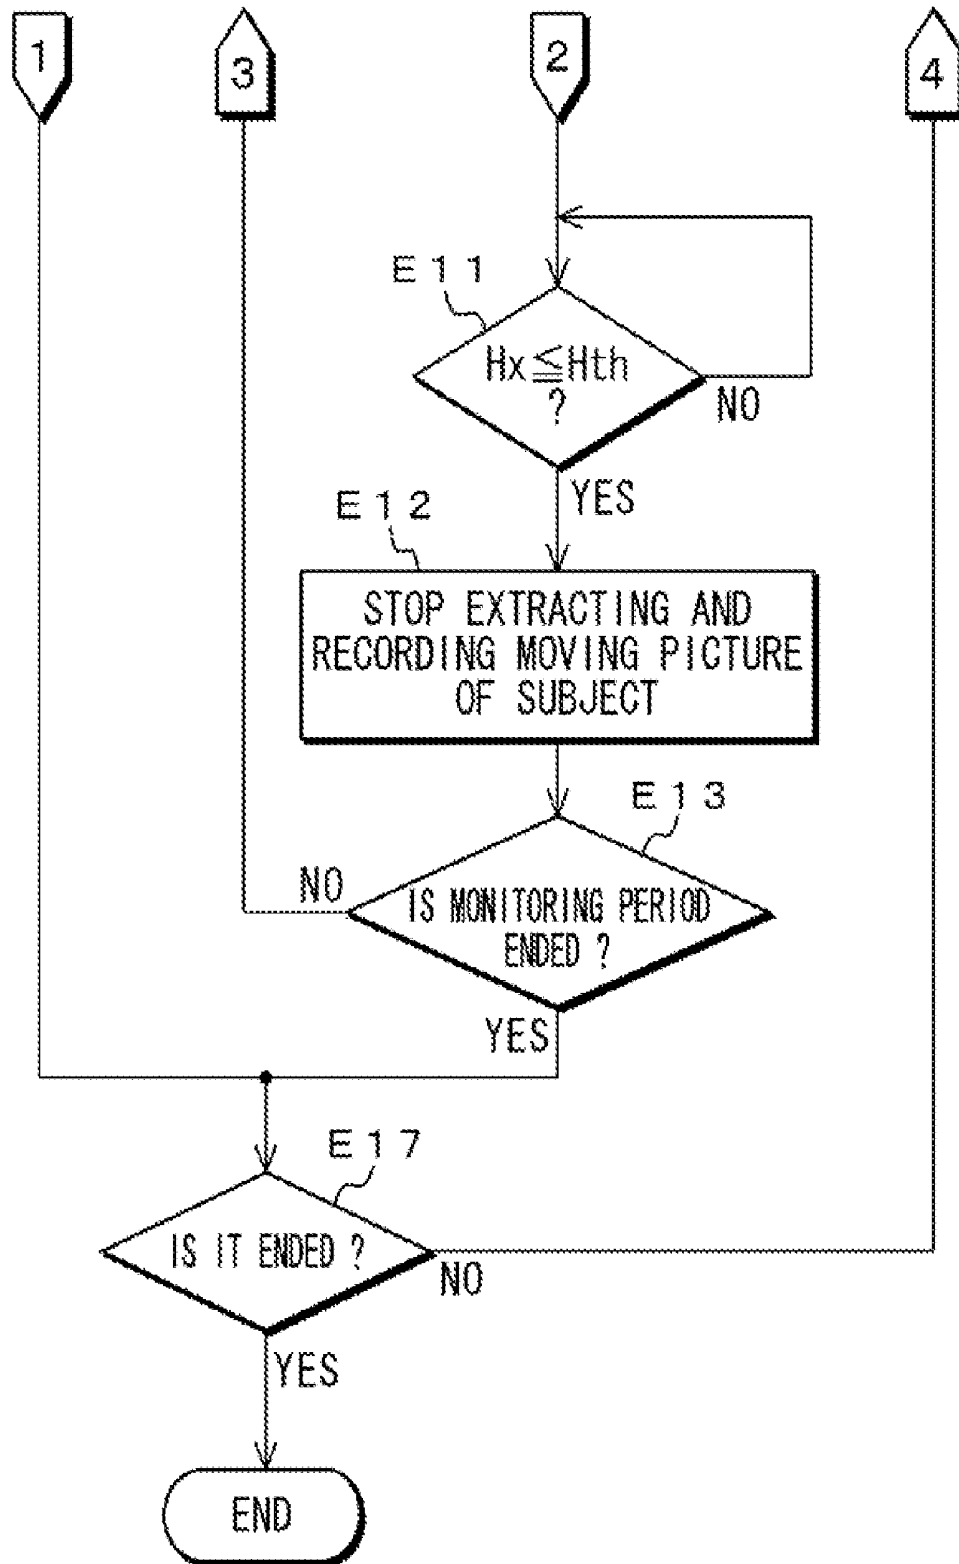 1
3
2
4
E11
Hx≦Hth
?
NO
YES
E12
STOP EXTRACTING AND
RECORDING MOVING PICTURE
OF SUBJECT
E13
NO
IS MONITORING PERIOD
ENDED ?
YES
E17
IS IT ENDED ?
NO
YES
END